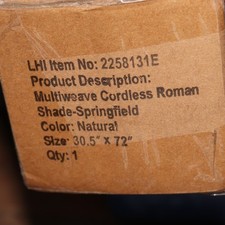 LHI Item No: 2258131E
Product Description:
Multiweave Cordless Roman
Shade-Springfield
Color: Natural
Size: 30.5" X 72"
Qty: 1